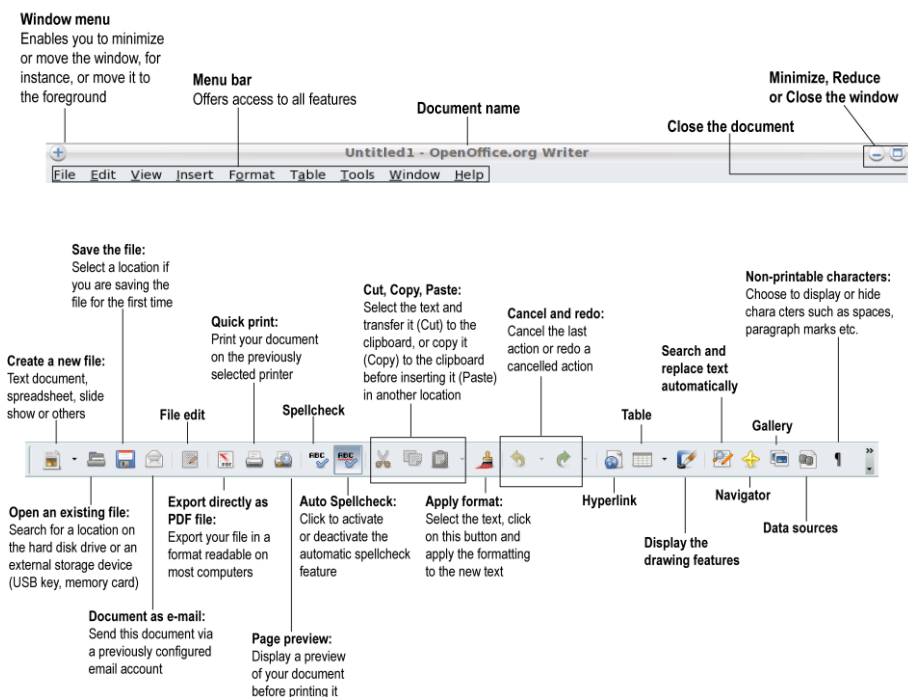 Window menu
Enables you to minimize
or move the window, for
instance, or move it to
the foreground
Menu bar
Offers access to all features
Document name
Close the document
Minimize, Reduce
or Close the window
Untitled1 - OpenOffice.org Writer
File Edit View Insert Format Table Tools Window Help
Save the file:
Select a location if
you are saving the
file for the first time
Create a new file:
Text document,
spreadsheet, slide
show or others
File edit
Quick print:
Print your document
on the previously
selected printer
Spellcheck
Cut, Copy, Paste:
Select the text and
transfer it (Cut) to the
clipboard, or copy it
(Copy) to the clipboard
before inserting it (Paste)
in another location
Cancel and redo:
Cancel the last
action or redo a
cancelled action
Table
Search and
replace text
automatically
Gallery
Non-printable characters:
Choose to display or hide
chara cters such as spaces,
paragraph marks etc.
PDF
ABC
ABC
¶
»
Open an existing file:
Search for a location on
the hard disk drive or an
external storage device
(USB key, memory card)
Document as e-mail:
Send this document via
a previously configured
email account
Export directly as
PDF file:
Export your file in a
format readable on
most computers
Page preview:
Display a preview
of your document
before printing it
Auto Spellcheck:
Click to activate
or deactivate the
automatic spellcheck
feature
Apply format:
Select the text, click
on this button and
apply the formatting
to the new text
Hyperlink
Display the
drawing features
Navigator
Data sources